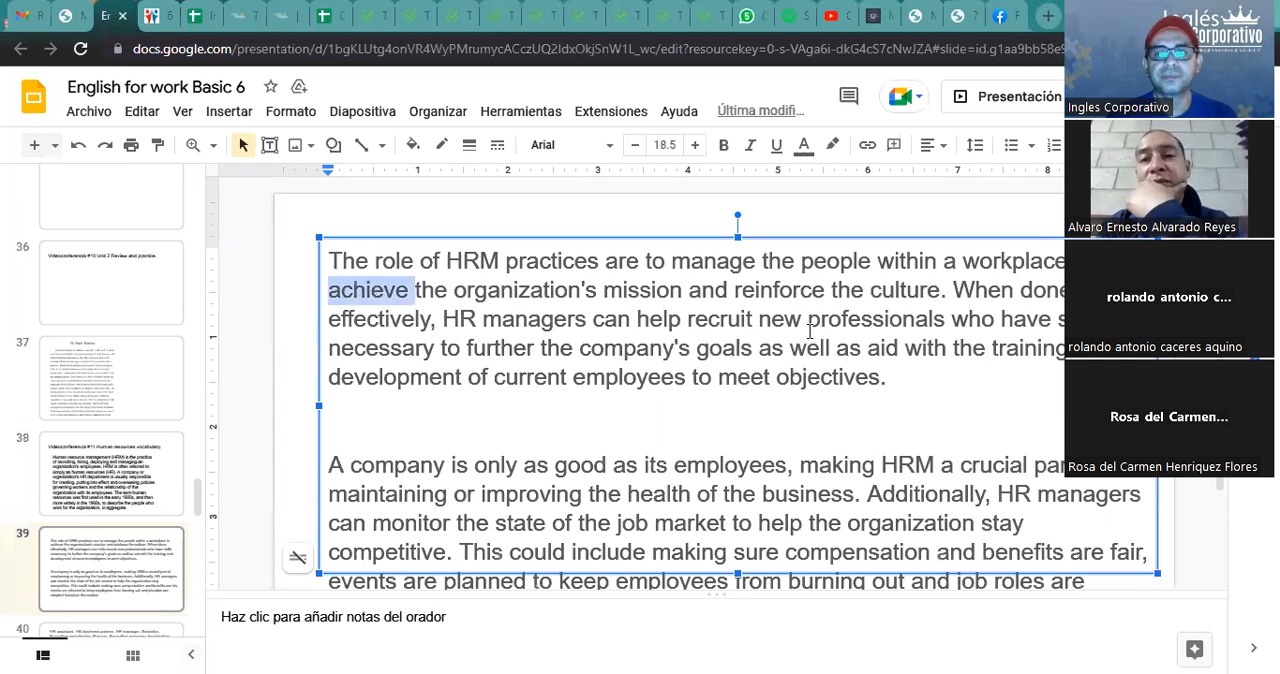 docs.google.com/presentation/d/1bgKLUtg4onVR4WyPMrumycACczUQ2IdxOkjSnW1L_wc/edit?resourcekey=0-s-VAga6i-dkG4cS7cNwJZA#slide=id.g1aa9bb58e9
English for work Basic 6
Archivo Editar Ver Insertar Formato Diapositiva Organizar Herramientas Extensiones Ayuda Última modifi...
Presentación
Arial 18.5
1 2 3 4 5 6 7 8
The role of HRM practices are to manage the people within a workplace
achieve the organization's mission and reinforce the culture. When done
effectively, HR managers can help recruit new professionals who have
necessary to further the company's goals as well as aid with the training
development of current employees to meet objectives.
A company is only as good as its employees, making HRM a crucial
maintaining or improving the health of the business. Additionally, HR managers
can monitor the state of the job market to help the organization stay
competitive. This could include making sure compensation and benefits are fair,
events are planned to keep employees from burning out and job roles are
Haz clic para añadir notas del orador
36
Videoconferencia #10 Unit 2 Review and practice.
37
38
Videoconferencia #11 Human resources vocabulary.
39
40
Inglés
Corporativo
Ingles Corporativo
Alvaro Ernesto Alvarado Reyes
rolando antonio c...
rolando antonio caceres aquino
Rosa del Carmen...
Rosa del Carmen Henriquez Flores